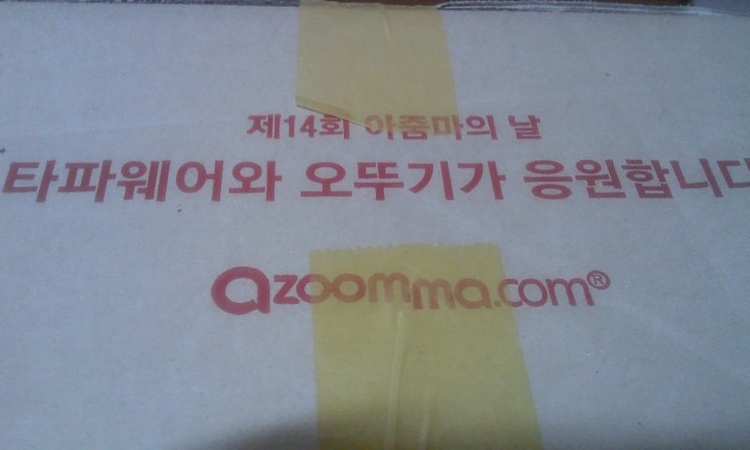 제14회 아줌마의 날
타파웨어와 오뚜기가 응원합니다
azoomma.com®